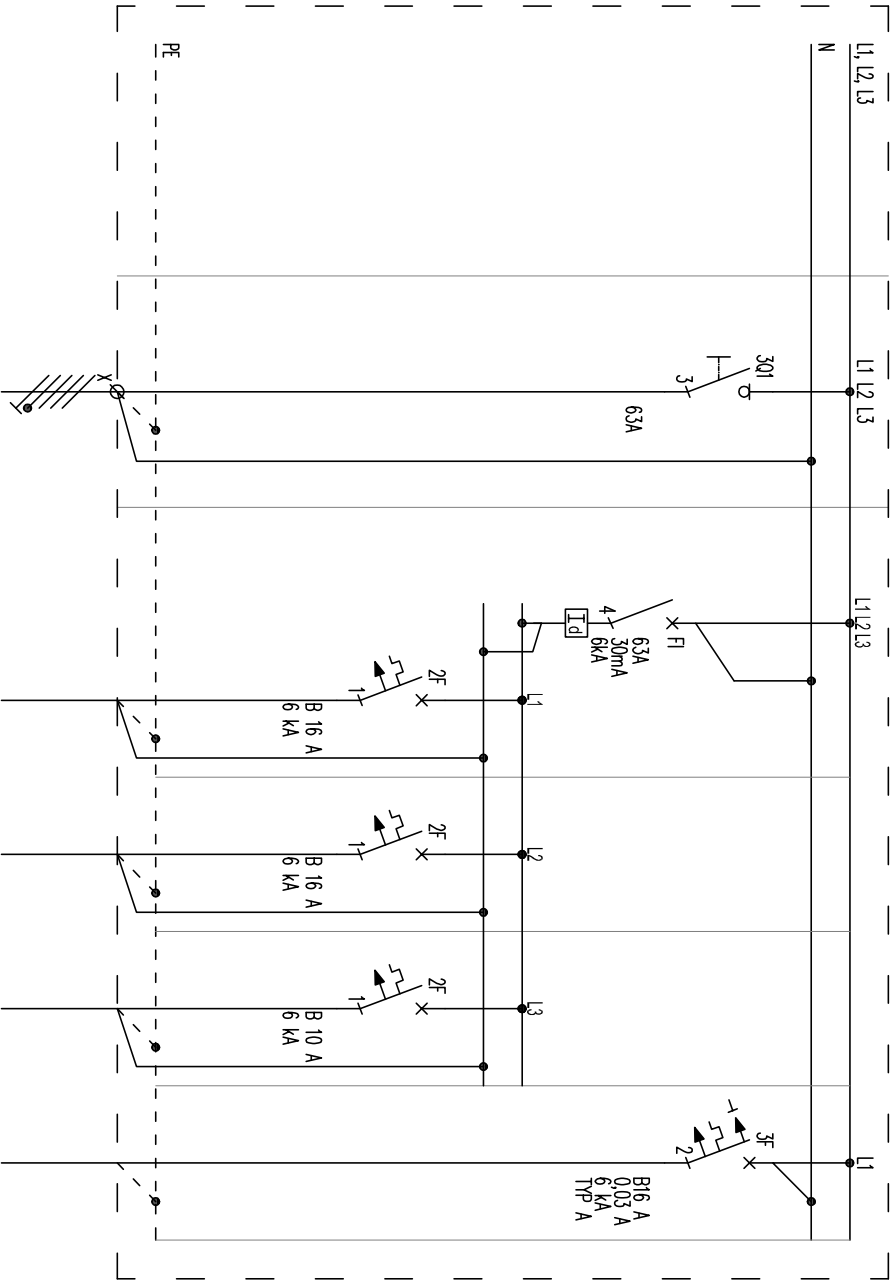 L1, L2, L3
N
PE
L1 L2 L3
3Q1
3
63A
X
L1 L2 L3
FI
4
63A
30mA
6kA
Id
L1
2F
1
B 16 A
6 kA
L2
2F
1
B 16 A
6 kA
L3
2F
1
B 10 A
6 kA
L1
3F
2
B16 A
0,03 A
6 kA
TYP A